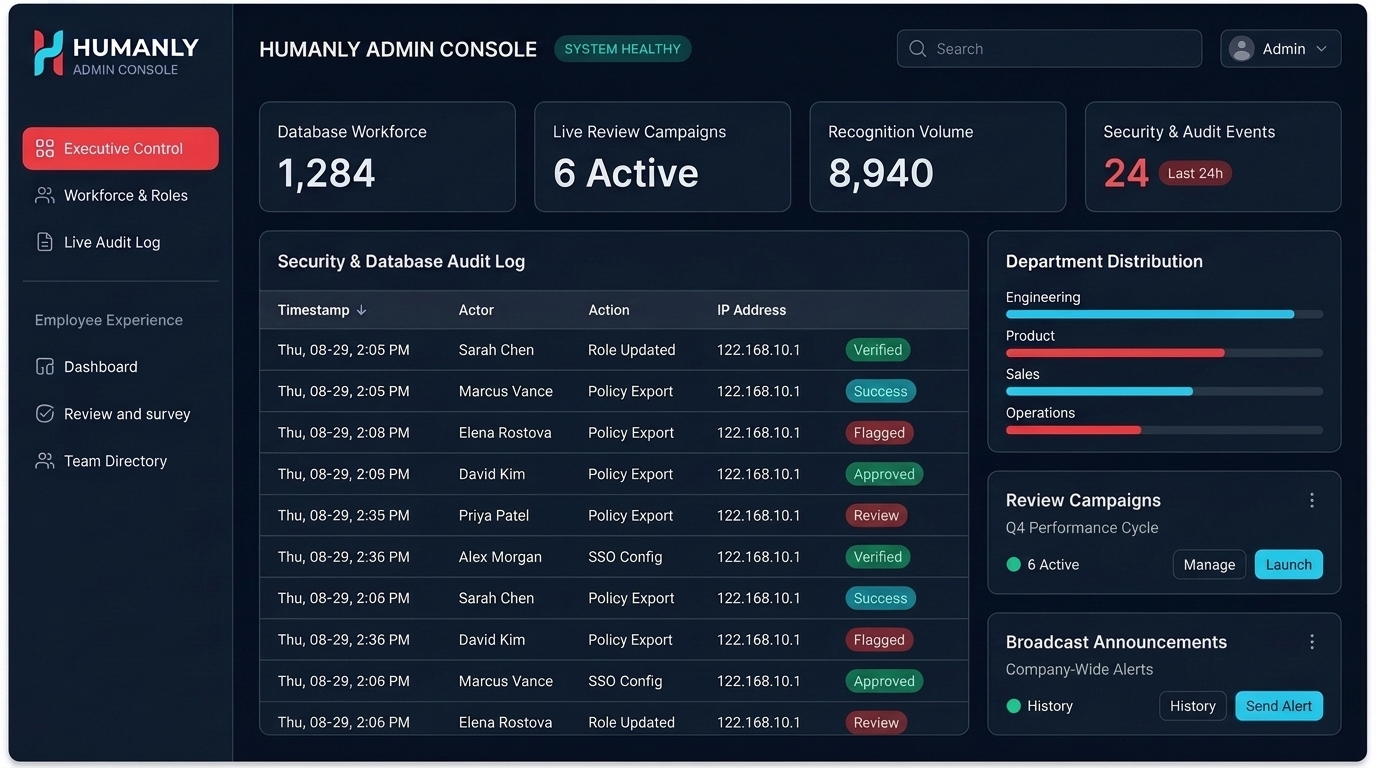 HUMANLY
ADMIN CONSOLE
Executive Control
Workforce & Roles
Live Audit Log
Employee Experience
Dashboard
Review and survey
Team Directory
HUMANLY ADMIN CONSOLE
SYSTEM HEALTHY
Search
Admin
Database Workforce
1,284
Live Review Campaigns
6 Active
Recognition Volume
8,940
Security & Audit Events
24 Last 24h
Security & Database Audit Log
Timestamp Actor Action IP Address
Thu, 08-29, 2:05 PM Sarah Chen Role Updated 122.168.10.1 Verified
Thu, 08-29, 2:05 PM Marcus Vance Policy Export 122.168.10.1 Success
Thu, 08-29, 2:08 PM Elena Rostova Policy Export 122.168.10.1 Flagged
Thu, 08-29, 2:09 PM David Kim Policy Export 122.168.10.1 Approved
Thu, 08-29, 2:35 PM Priya Patel Policy Export 122.168.10.1 Review
Thu, 08-29, 2:36 PM Alex Morgan SSO Config 122.168.10.1 Verified
Thu, 08-29, 2:06 PM Sarah Chen Policy Export 122.168.10.1 Success
Thu, 08-29, 2:36 PM David Kim Policy Export 122.168.10.1 Flagged
Thu, 08-29, 2:06 PM Marcus Vance SSO Config 122.168.10.1 Approved
Thu, 08-29, 2:06 PM Elena Rostova Role Updated 122.168.10.1 Review
Department Distribution
Engineering
Product
Sales
Operations
Review Campaigns
Q4 Performance Cycle
6 Active Manage Launch
Broadcast Announcements
Company-Wide Alerts
History History Send Alert